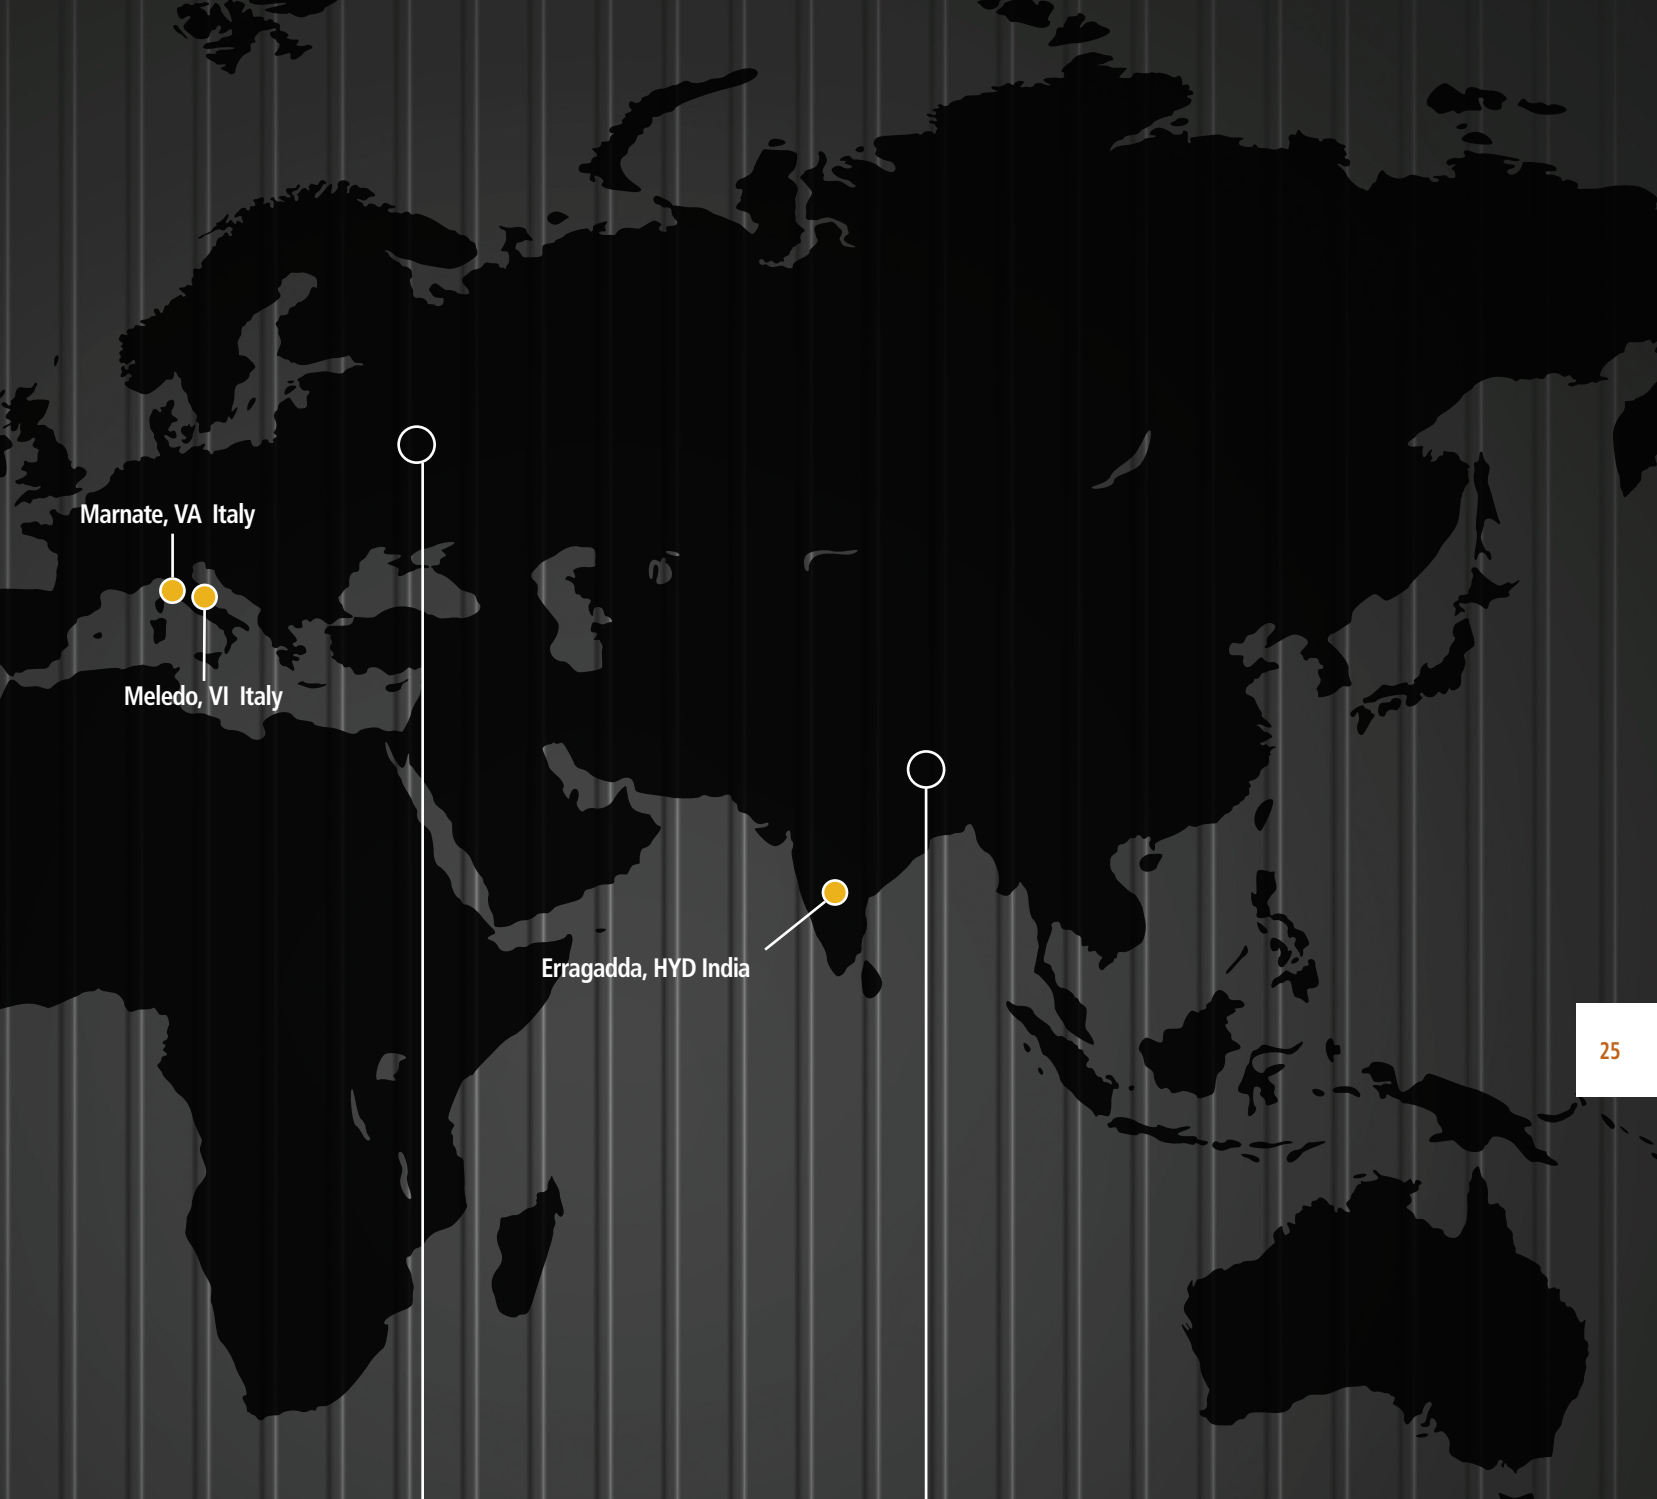 Marnate, VA  Italy
Meledo, VI  Italy
Erragadda, HYD India
25